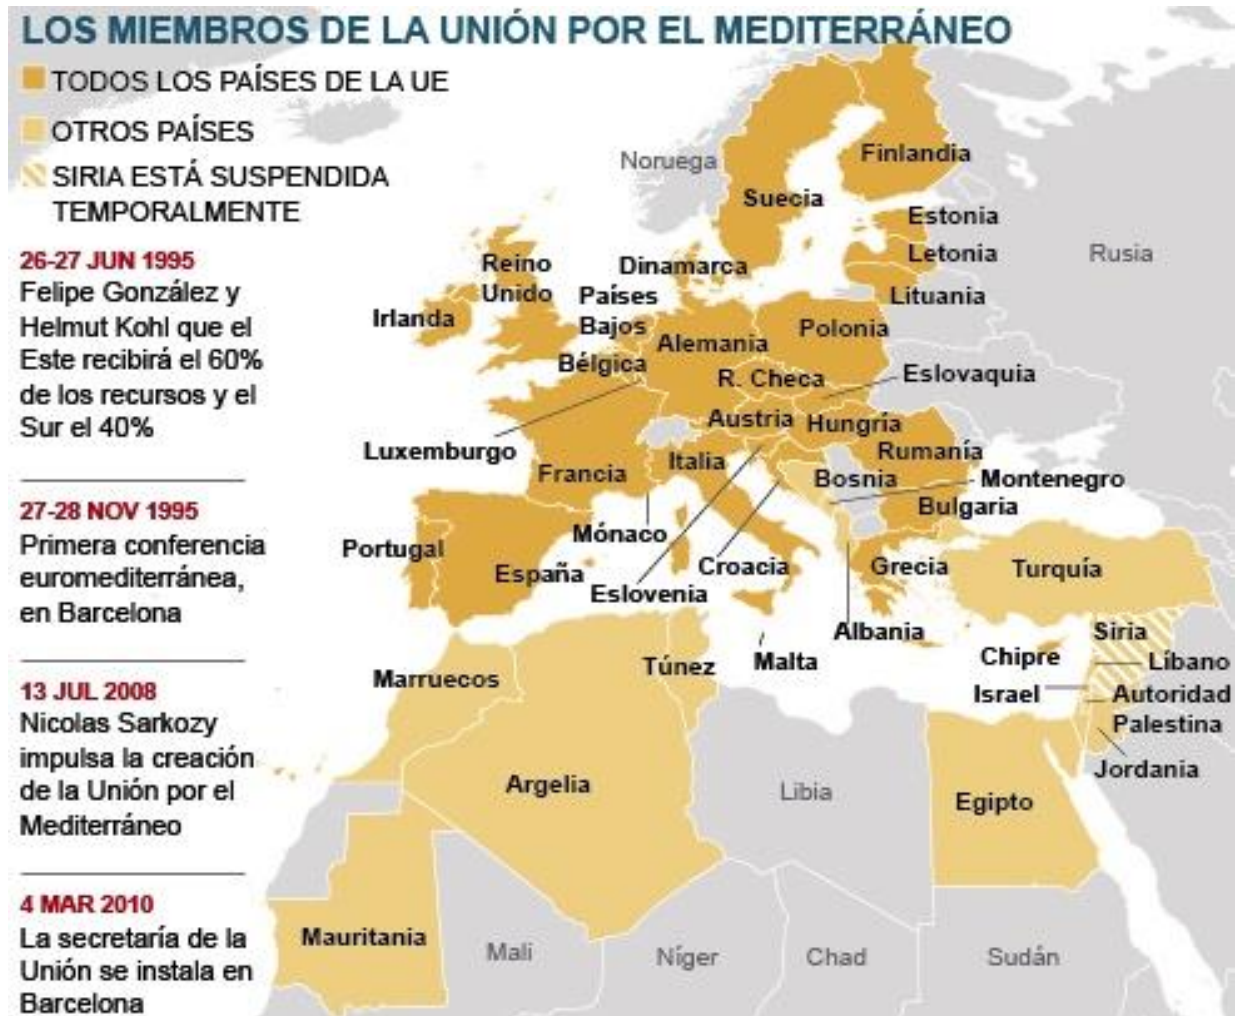 LOS MIEMBROS DE LA UNIÓN POR EL MEDITERRÁNEO
TODOS LOS PAÍSES DE LA UE
OTROS PAÍSES
SIRIA ESTÁ SUSPENDIDA
TEMPORALMENTE
26-27 JUN 1995
Felipe González y
Helmut Kohl que el
Este recibirá el 60%
de los recursos y el
Sur el 40%
27-28 NOV 1995
Primera conferencia
euromediterránea,
en Barcelona
13 JUL 2008
Nicolas Sarkozy
impulsa la creación
de la Unión por el
Mediterráneo
4 MAR 2010
La secretaría de la
Unión se instala en
Barcelona
Noruega
Finlandia
Suecia
Estonia
Letonia
Rusia
Lituania
Reino
Unido
Dinamarca
Países
Bajos
Irlanda
Polonia
Alemania
Bélgica
R. Checa
Eslovaquia
Austria
Hungría
Luxemburgo
Rumanía
Italia
Francia
Bosnia
Montenegro
Bulgaria
Mónaco
Portugal
España
Croacia
Grecia
Turquía
Eslovenia
Albania
Siria
Malta
Chipre
Líbano
Túnez
Marruecos
Israel
Autoridad
Palestina
Jordania
Argelia
Libia
Egipto
Mauritania
Malí
Níger
Chad
Sudán